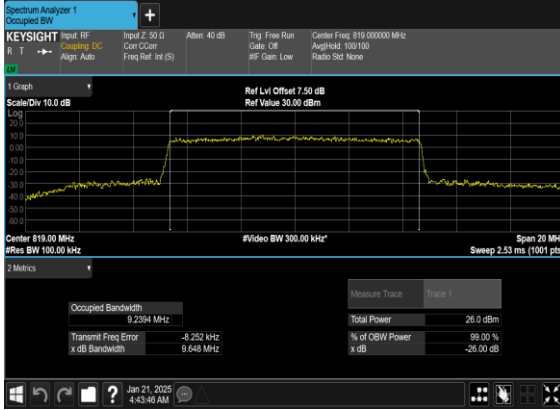 Spectrum Analyzer 1
Occupied BW
+
KEYSIGHT Input: RF Input Z: 50 Ω Atten: 40 dB Trig: Free Run Center Freq: 819.000000 MHz
R T Coupling: DC Corr CCorr Gate: Off Avg|Hold: 100/100
Align: Auto Freq Ref: Int (S) #IF Gain: Low Radio Std: None
LW
1 Graph Ref Lvl Offset 7.50 dB
Scale/Div 10.0 dB Ref Value 30.00 dBm
Log
20.0
10.0
0.00
-10.0
-20.0
-30.0
-40.0
-50.0
-60.0
Center 819.00 MHz #Video BW 300.00 kHz* Span 20 MH
#Res BW 100.00 kHz Sweep 2.53 ms (1001 pts
2 Metrics
Measure Trace Trace 1
Occupied Bandwidth
9.2394 MHz Total Power 26.0 dBm
Transmit Freq Error -8.252 kHz % of OBW Power 99.00 %
x dB Bandwidth 9.648 MHz x dB -26.00 dB
? Jan 21, 2025
4:43:46 AM